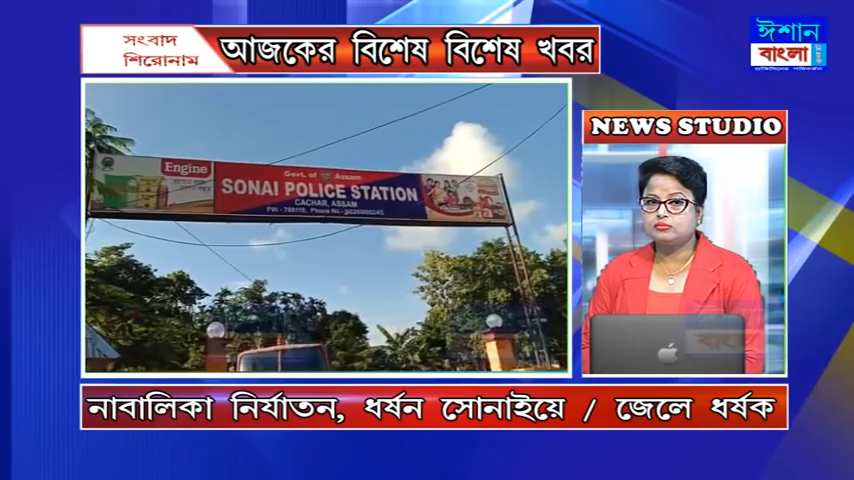 সংবাদ
শিরোনাম
আজকের বিশেষ বিশেষ খবর
ঈশান
বাংলা
NEWS STUDIO
Engine
Govt. of Assam
SONAI POLICE STATION
CACHAR, ASSAM
নাবালিকা নির্যাতন, ধর্ষন সোনাইয়ে / জেলে ধর্ষক